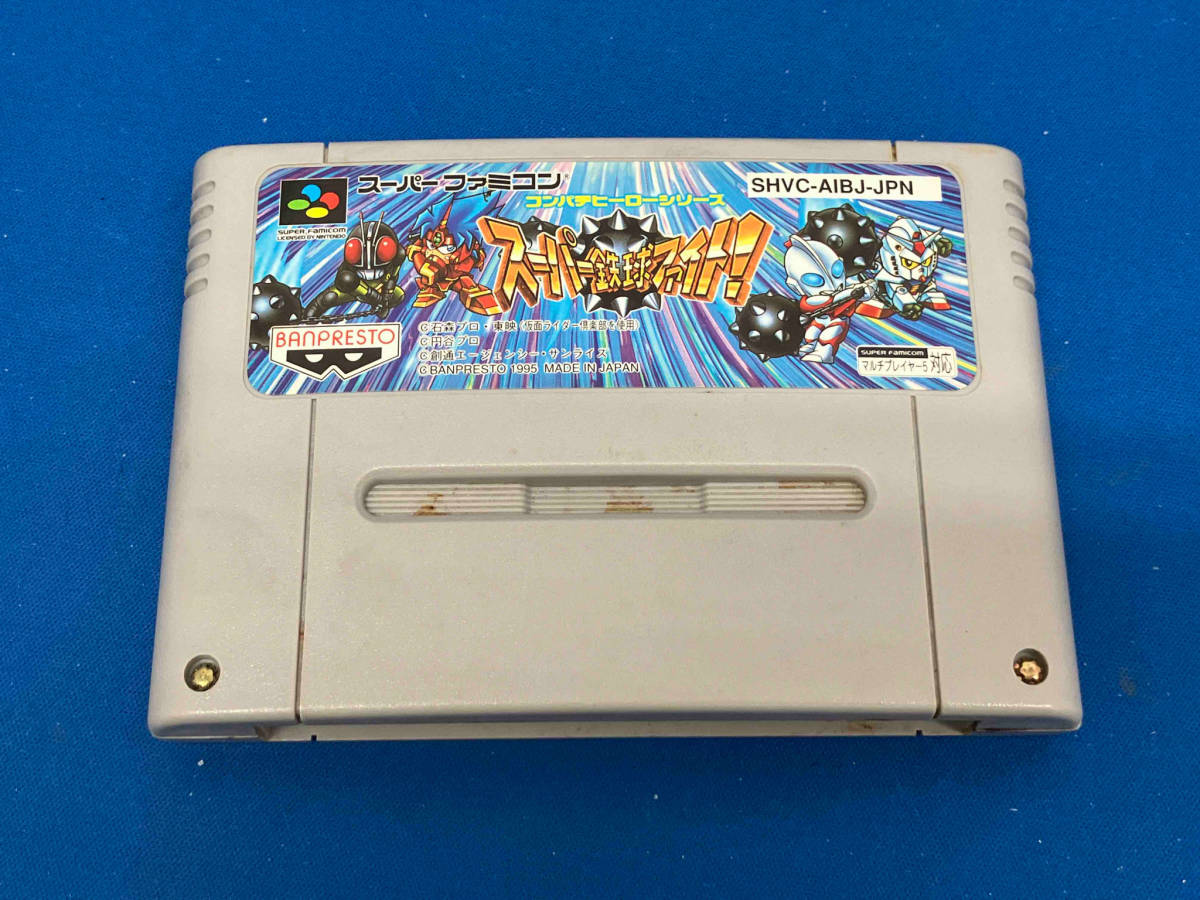 スーパーファミコン
SHVC-AIBJ-JPN
SUPER FAMICOM
LICENSED BY NINTENDO
コンパチヒーローシリーズ
スーパー鉄球ファイト!
BANPRESTO
©石森プロ・東映(仮面ライダー倶楽部を使用)
©円谷プロ
©創通エージェンシー・サンライズ
©BANPRESTO 1995 MADE IN JAPAN
SUPER FAMICOM
マルチプレイヤー5対応